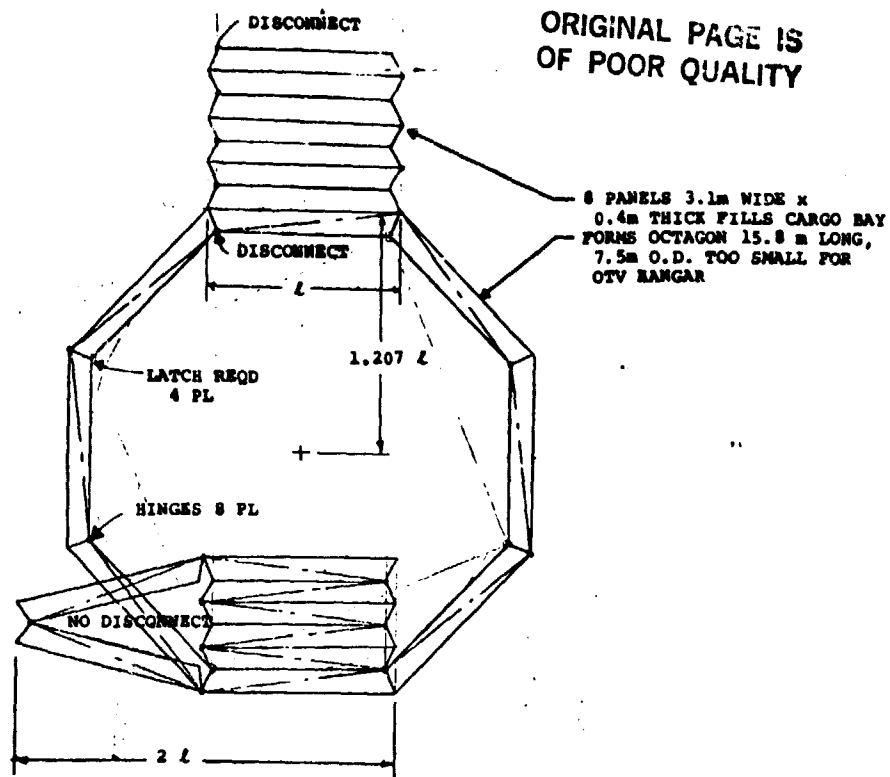 DISCONNECT
ORIGINAL PAGE IS
OF POOR QUALITY
8 PANELS 3.1m WIDE x
0.4m THICK FILLS CARGO BAY
FORMS OCTAGON 15.8 m LONG,
7.5m O.D. TOO SMALL FOR
OTV HANGAR
DISCONNECT
ℓ
1.207 ℓ
LATCH REQD
4 PL
HINGES 8 PL
NO DISCONNECT
2 ℓ